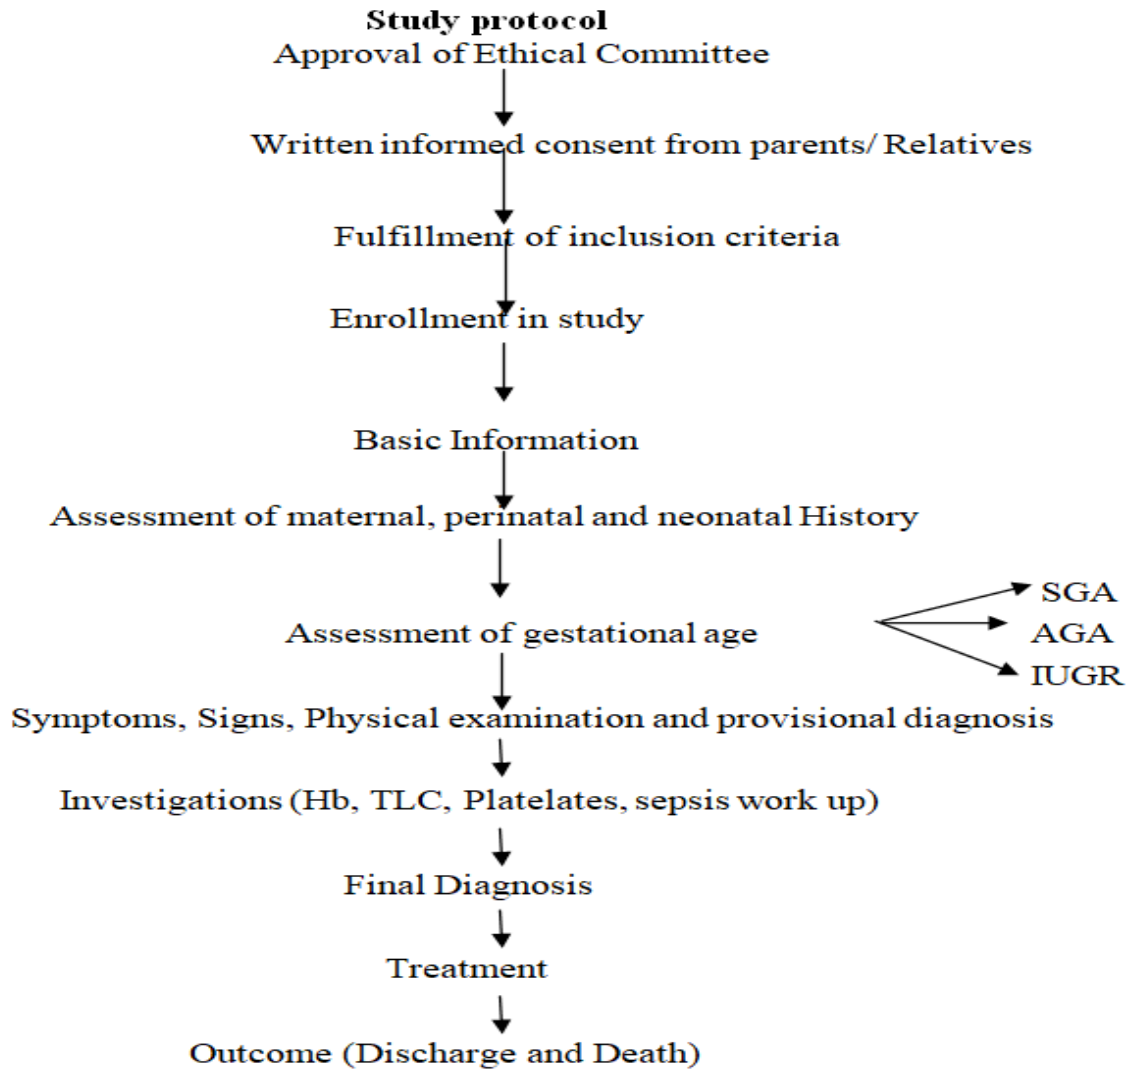 Study protocol
Approval of Ethical Committee
Written informed consent from parents/ Relatives
Fulfillment of inclusion criteria
Enrollment in study
Basic Information
Assessment of maternal, perinatal and neonatal History
SGA
Assessment of gestational age
AGA
IUGR
Symptoms, Signs, Physical examination and provisional diagnosis
Investigations (Hb, TLC, Platelates, sepsis work up)
Final Diagnosis
Treatment
Outcome (Discharge and Death)